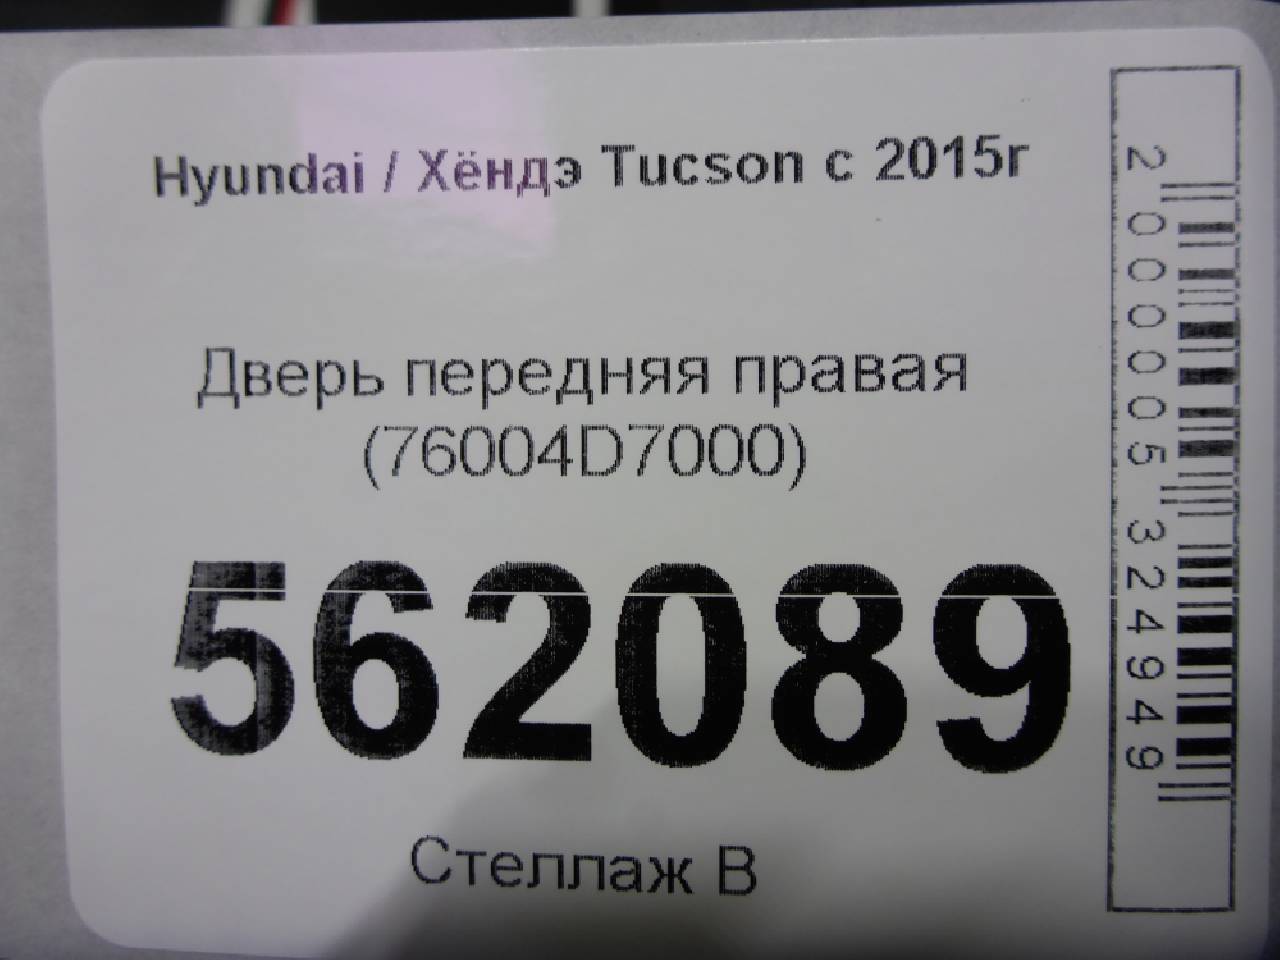 Hyundai / Хёндэ Tucson с 2015г
Дверь передняя правая
(76004D7000)
562089
Стеллаж В
2000005324949